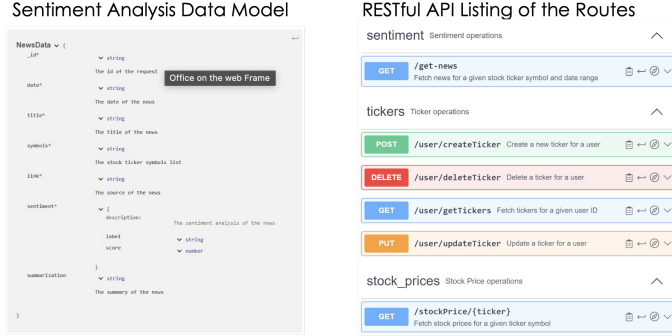 Sentiment Analysis Data Model
NewsData {
_id*
string
The id of the request
Office on the web Frame
date*
string
The date of the news
title*
string
The title of the news
symbols*
string
The stock ticker symbols list
link*
string
The source of the news
sentiment*
{
description:
The sentiment analysis of the news
label
string
score
number
}
summarization
string
The summary of the news
}
RESTful API Listing of the Routes
sentiment Sentiment operations
GET /get-news
Fetch news for a given stock ticker symbol and date range
tickers Ticker operations
POST /user/createTicker Create a new ticker for a user
DELETE /user/deleteTicker Delete a ticker for a user
GET /user/getTickers Fetch tickers for a given user ID
PUT /user/updateTicker Update a ticker for a user
stock_prices Stock Price operations
GET /stockPrice/{ticker}
Fetch stock prices for a given ticker symbol